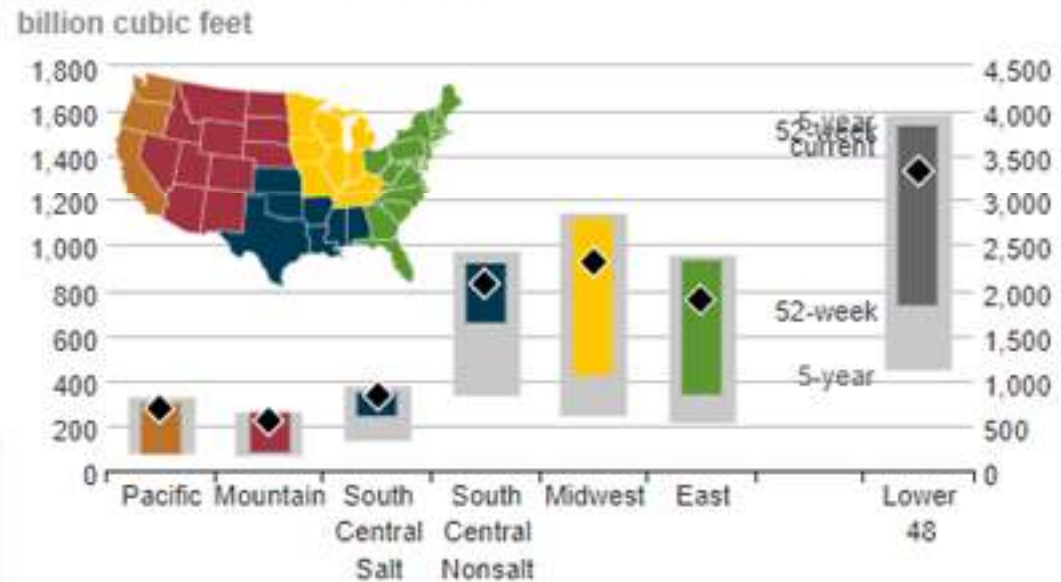 billion cubic feet
1,800
1,600
1,400
1,200
1,000
800
600
400
200
0
4,500
4,000
3,500
3,000
2,500
2,000
1,500
1,000
500
0
5-year
52-week
current
52-week
5-year
Pacific
Mountain
South
Central
Salt
South
Central
Nonsalt
Midwest
East
Lower
48